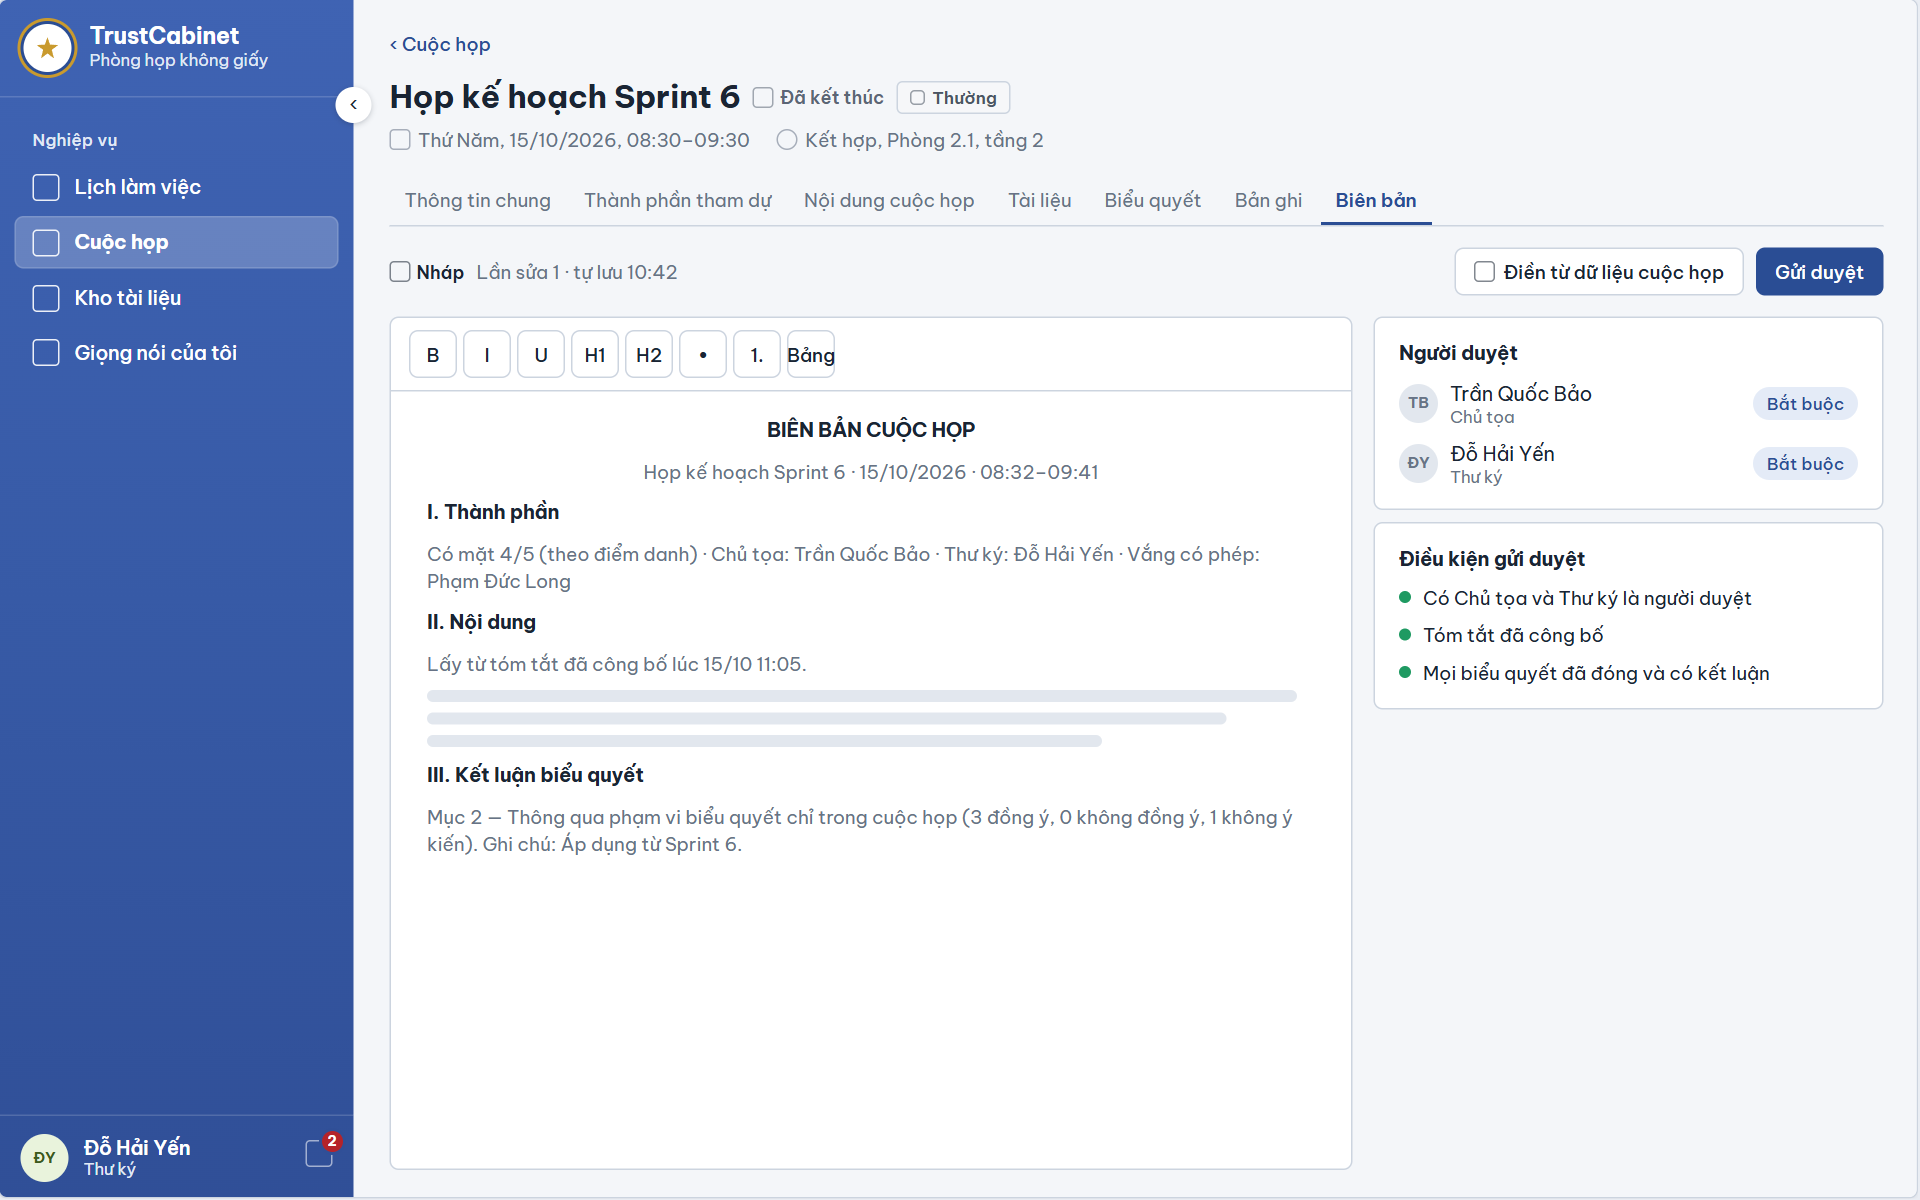 TrustCabinet
Phòng họp không giấy
Nghiệp vụ
Lịch làm việc
Cuộc họp
Kho tài liệu
Giọng nói của tôi
ĐY
Đỗ Hải Yến
Thư ký
2
‹ Cuộc họp
Họp kế hoạch Sprint 6
Đã kết thúc
Thường
Thứ Năm, 15/10/2026, 08:30–09:30
Kết hợp, Phòng 2.1, tầng 2
Thông tin chung
Thành phần tham dự
Nội dung cuộc họp
Tài liệu
Biểu quyết
Bản ghi
Biên bản
Nháp
Lần sửa 1 · tự lưu 10:42
Điền từ dữ liệu cuộc họp
Gửi duyệt
B
I
U
H1
H2
•
1.
Bảng
BIÊN BẢN CUỘC HỌP
Họp kế hoạch Sprint 6 · 15/10/2026 · 08:32–09:41
I. Thành phần
Có mặt 4/5 (theo điểm danh) · Chủ tọa: Trần Quốc Bảo · Thư ký: Đỗ Hải Yến · Vắng có phép:
Phạm Đức Long
II. Nội dung
Lấy từ tóm tắt đã công bố lúc 15/10 11:05.
III. Kết luận biểu quyết
Mục 2 — Thông qua phạm vi biểu quyết chỉ trong cuộc họp (3 đồng ý, 0 không đồng ý, 1 không ý
kiến). Ghi chú: Áp dụng từ Sprint 6.
Người duyệt
TB
Trần Quốc Bảo
Chủ tọa
Bắt buộc
ĐY
Đỗ Hải Yến
Thư ký
Bắt buộc
Điều kiện gửi duyệt
Có Chủ tọa và Thư ký là người duyệt
Tóm tắt đã công bố
Mọi biểu quyết đã đóng và có kết luận